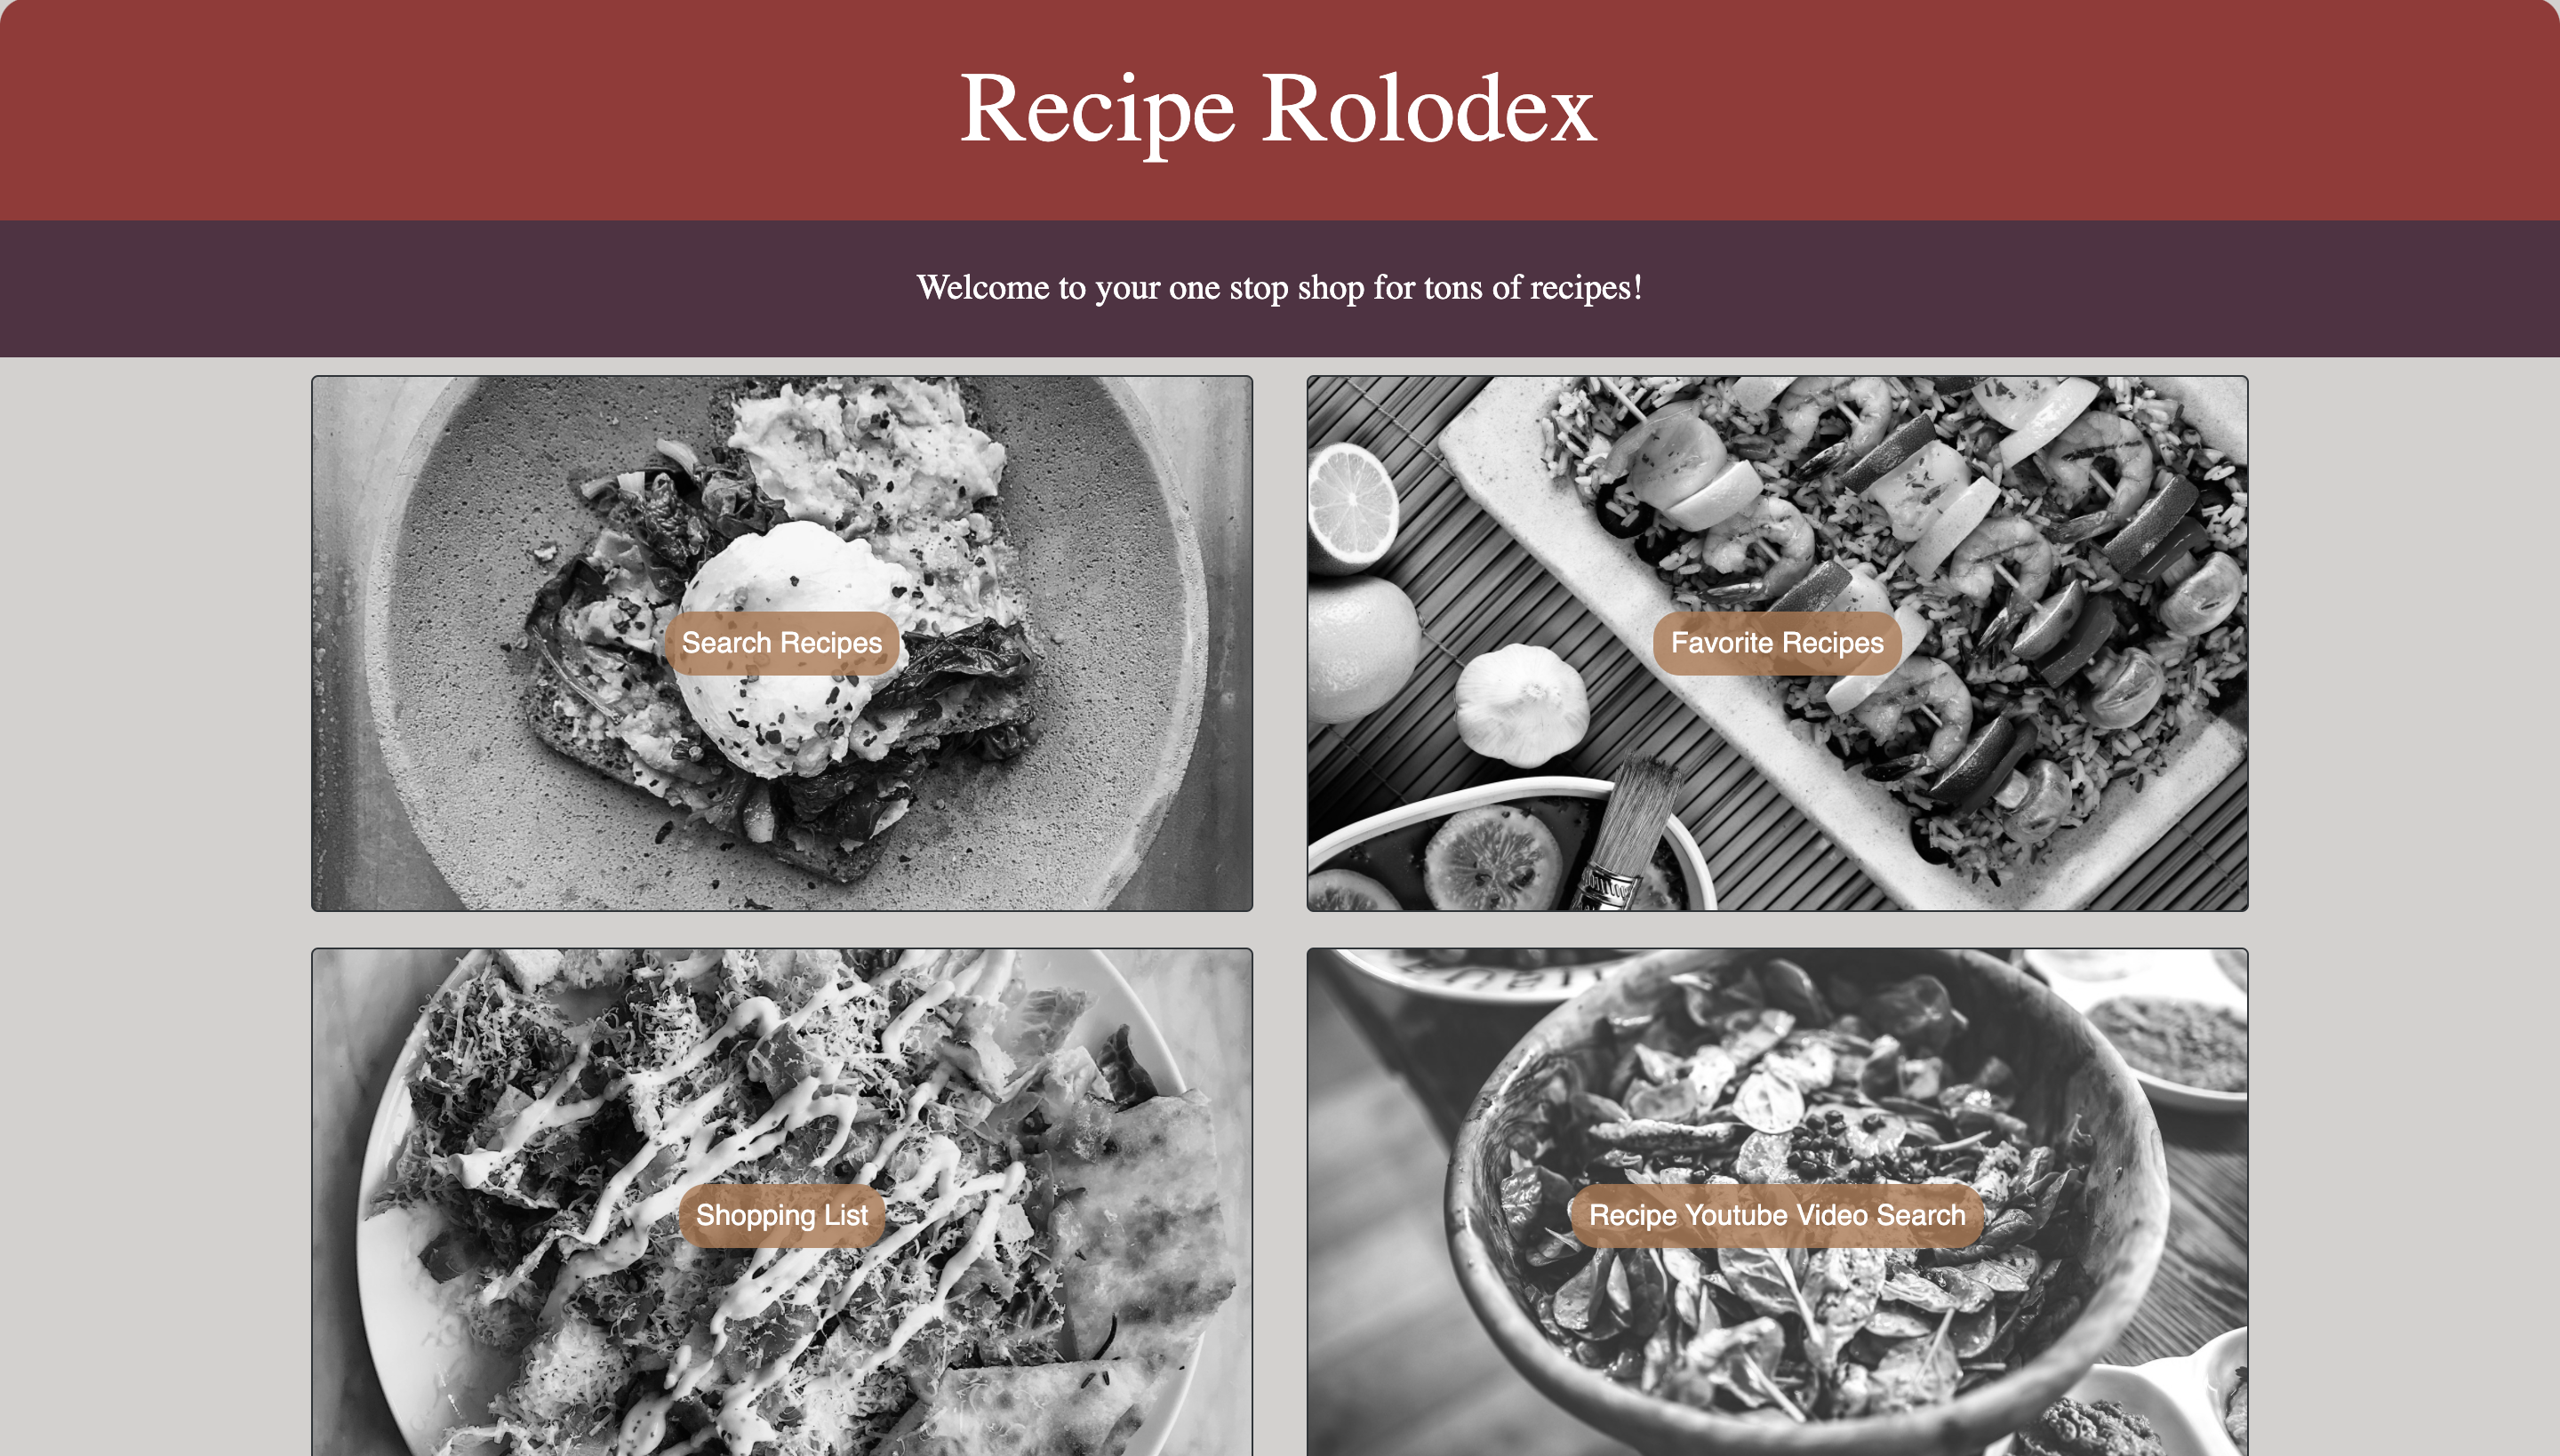 Recipe Rolodex
Welcome to your one stop shop for tons of recipes!
Search Recipes
Favorite Recipes
Shopping List
Recipe Youtube Video Search